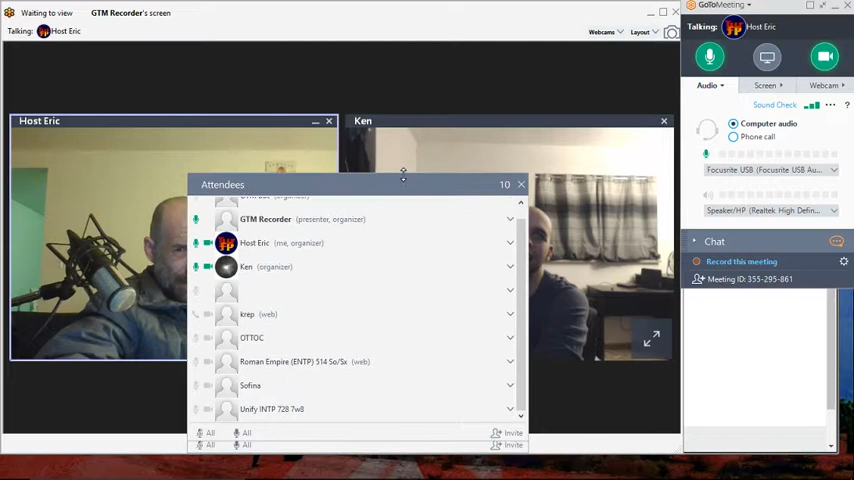 Waiting to view GTM Recorder's screen
Talking: Host Eric
Webcams
Layout
Host Eric
Ken
Attendees 10
GTM Recorder (presenter, organizer)
Host Eric (me, organizer)
Ken (organizer)
krep (web)
OTTOC
Roman Empire (ENTP) 514 So/Sx (web)
Sofina
Unify INTP 728 7w8
All All Invite
All All Invite
GoToMeeting
Talking: Host Eric
Audio Screen Webcam
Sound Check ?
Computer audio
Phone call
Focusrite USB (Focusrite USB Au...
Speaker/HP (Realtek High Defin...
Chat
Record this meeting
Meeting ID: 355-295-861